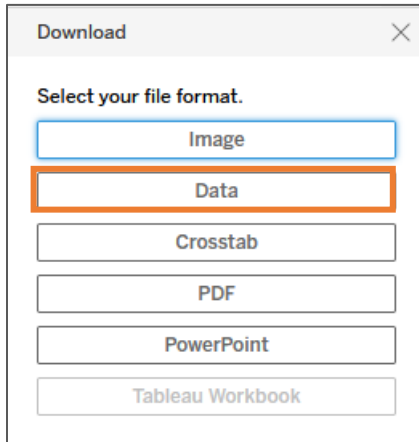 Download
Select your file format.
Image
Data
Crosstab
PDF
PowerPoint
Tableau Workbook